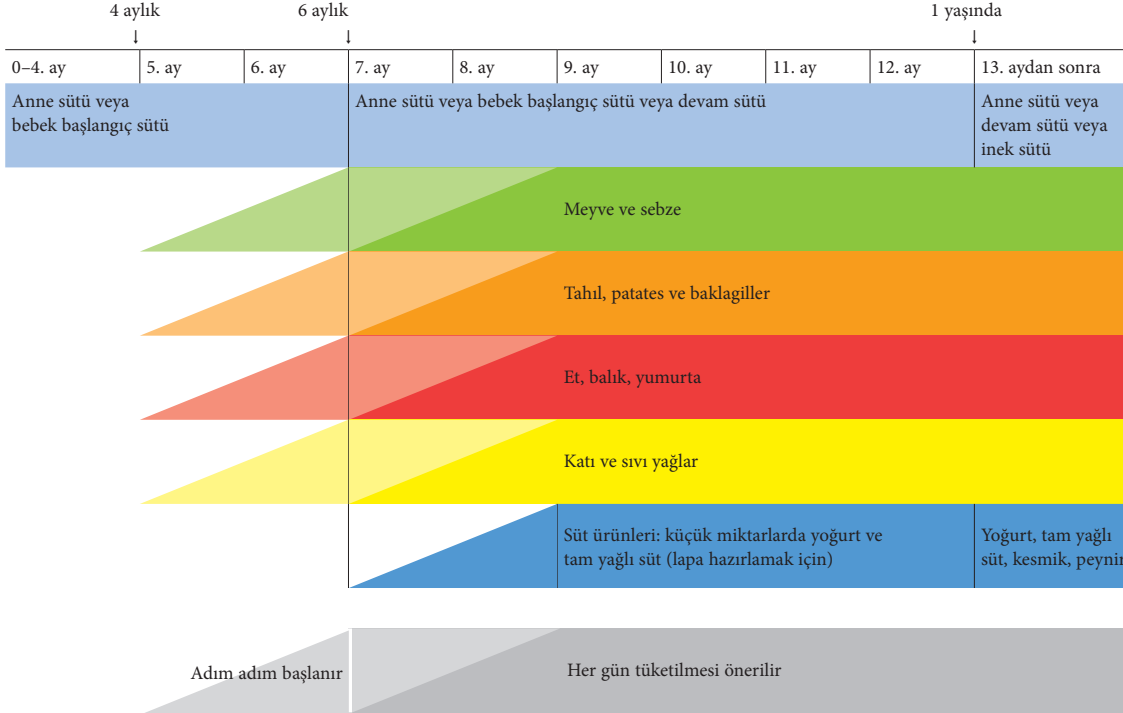 4 aylık
6 aylık
1 yaşında
↓
↓
↓
0–4. ay
5. ay
6. ay
7. ay
8. ay
9. ay
10. ay
11. ay
12. ay
13. aydan sonra
Anne sütü veya
bebek başlangıç sütü
Anne sütü veya bebek başlangıç sütü veya devam sütü
Anne sütü veya
devam sütü veya
inek sütü
Meyve ve sebze
Tahıl, patates ve baklagiller
Et, balık, yumurta
Katı ve sıvı yağlar
Süt ürünleri: küçük miktarlarda yoğurt ve
tam yağlı süt (lapa hazırlamak için)
Yoğurt, tam yağlı
süt, kesmik, peynir
Adım adım başlanır
Her gün tüketilmesi önerilir